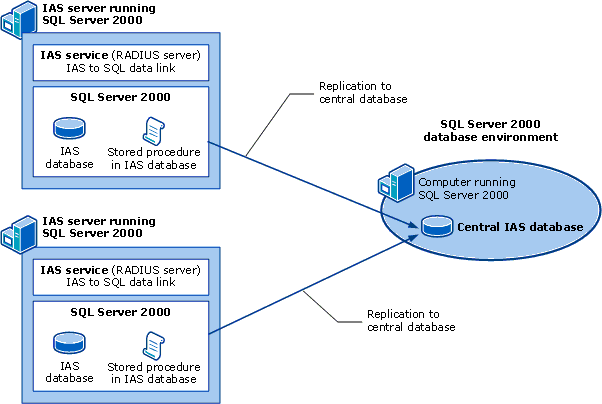 IAS server running
SQL Server 2000
IAS service (RADIUS server)
IAS to SQL data link
SQL Server 2000
IAS
database
Stored procedure
in IAS database
Replication to
central database
SQL Server 2000
database environment
Computer running
SQL Server 2000
Central IAS database
IAS server running
SQL Server 2000
IAS service (RADIUS server)
IAS to SQL data link
SQL Server 2000
IAS
database
Stored procedure
in IAS database
Replication to
central database